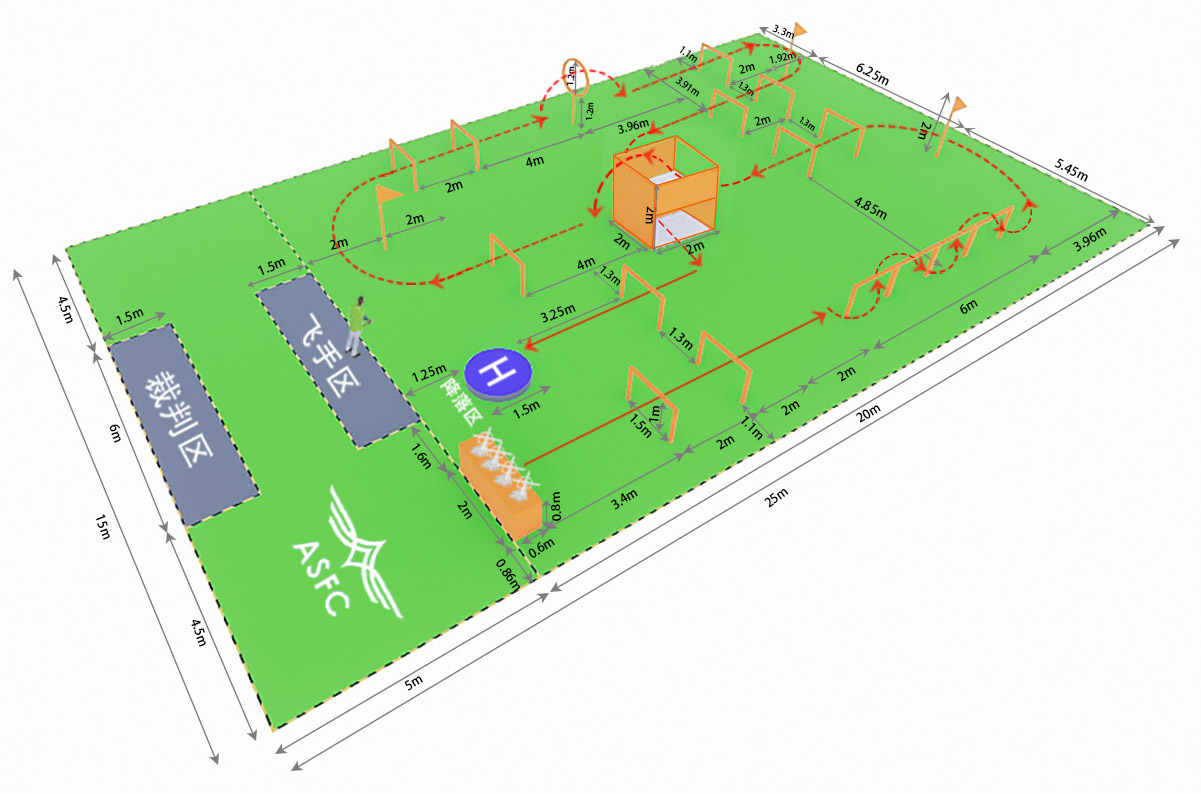 3.3m
1.1m
2m
1.92m
6.25m
1.2m
3.91m
1.3m
1.2m
3.96m
2m
1.3m
2m
4m
2m
5.45m
2m
2m
2m
4.85m
2m
2m
1.5m
4m
1.3m
3.96m
4.5m
1.5m
3.25m
6m
飞手区
1.3m
裁判区
1.25m
降落区
H
1.5m
2m
2m
1m
1.5m
1.1m
2m
20m
6m
1.6m
2m
3.4m
0.8m
25m
15m
0.6m
0.86m
ASFC
4.5m
5m